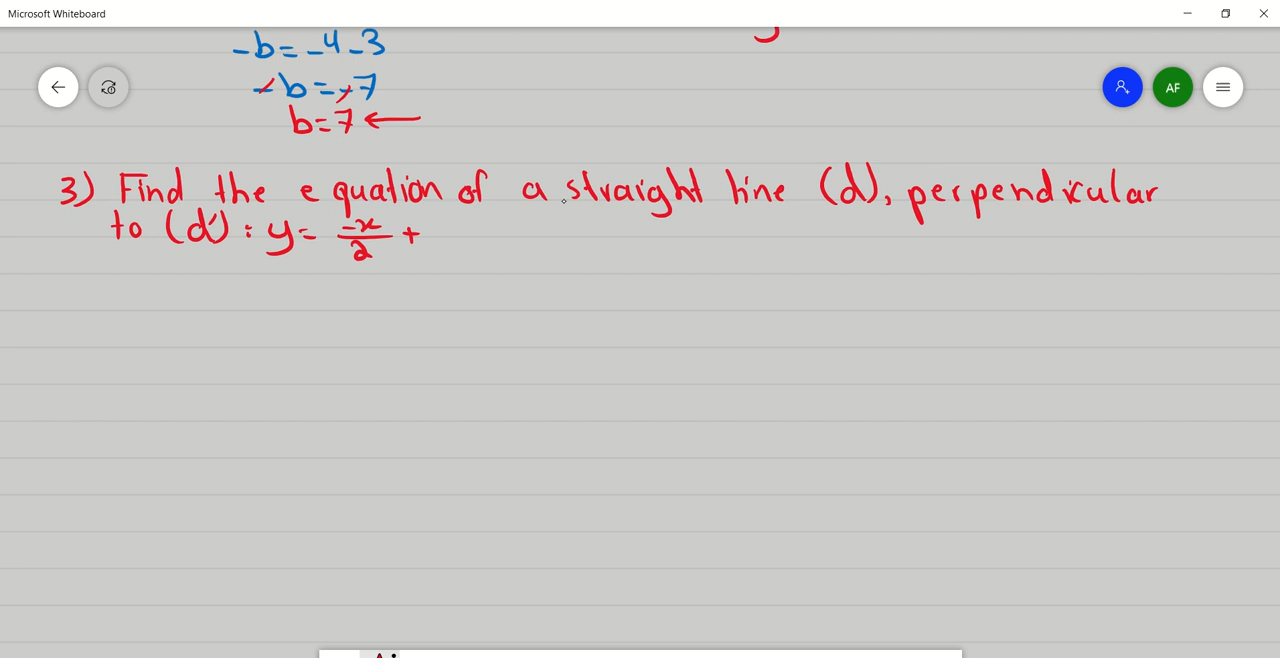 Microsoft Whiteboard
-b = -4 -3
-b = -7
b = 7 ←
AF
3) Find the equation of a straight line (d), perpendicular
to (d') : y = -x/2 +